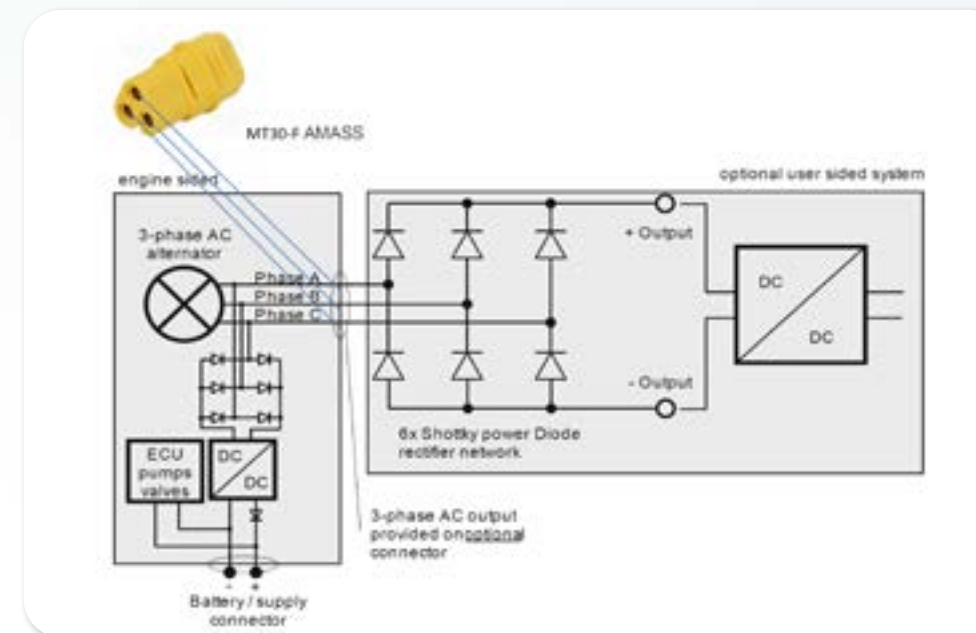 MT30-F AMASS
engine sided
optional user sided system
3-phase AC
alternator
Phase A
Phase B
Phase C
+ Output
DC
DC
- Output
6x Shottky power Diode
rectifier network
ECU
pumps
valves
DC
DC
3-phase AC output
provided onoptional
connector
- +
Battery / supply
connector